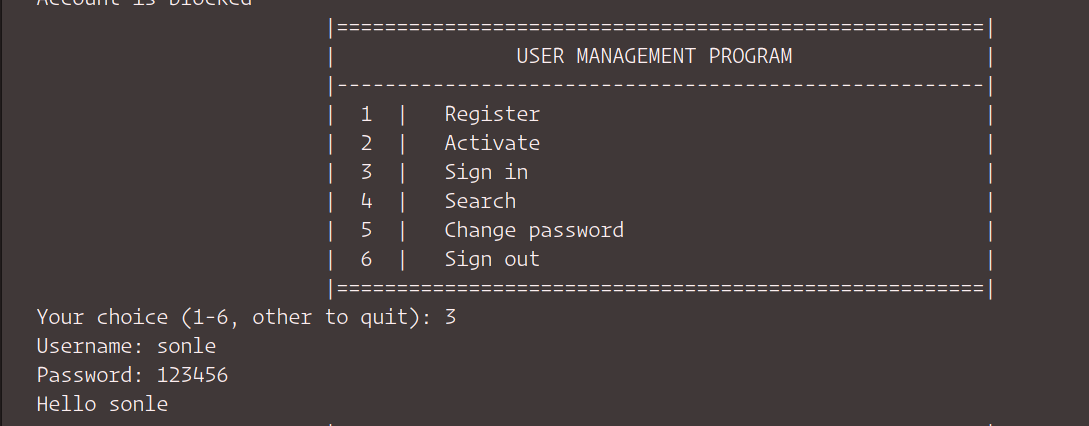 Account is blocked
|======================================================|
| USER MANAGEMENT PROGRAM |
|------------------------------------------------------|
| 1 | Register |
| 2 | Activate |
| 3 | Sign in |
| 4 | Search |
| 5 | Change password |
| 6 | Sign out |
|======================================================|
Your choice (1-6, other to quit): 3
Username: sonle
Password: 123456
Hello sonle